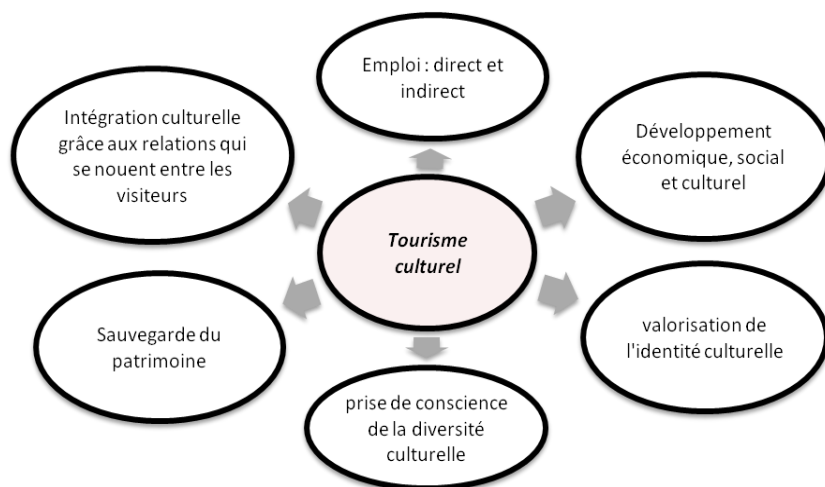 Emploi : direct et
indirect
Intégration culturelle
grâce aux relations qui
se nouent entre les
visiteurs
Développement
économique, social
et culturel
Tourisme
culturel
Sauvegarde du
patrimoine
valorisation de
l'identité culturelle
prise de conscience
de la diversité
culturelle